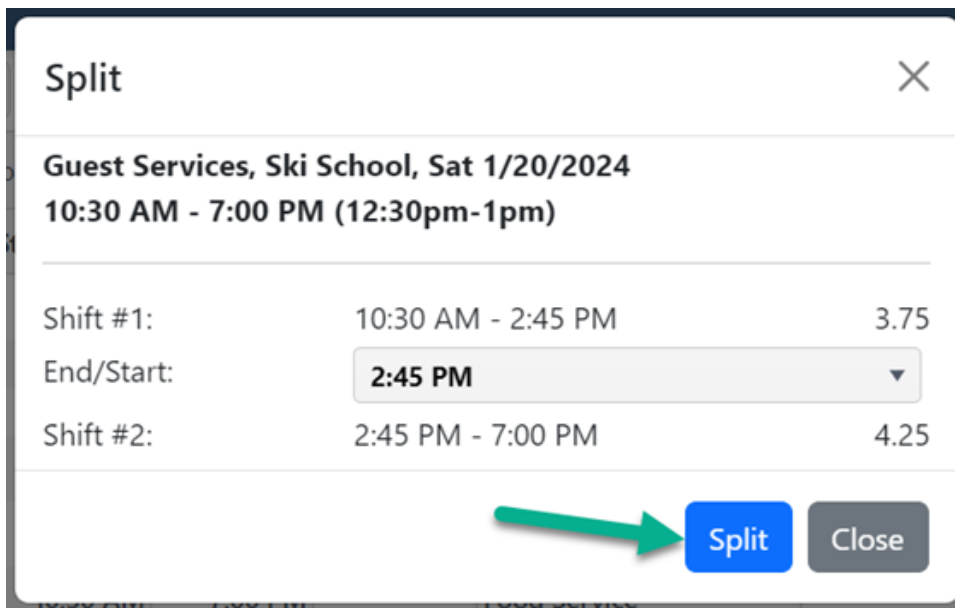 Split
Guest Services, Ski School, Sat 1/20/2024
10:30 AM - 7:00 PM (12:30pm-1pm)
Shift #1: 10:30 AM - 2:45 PM 3.75
End/Start: 2:45 PM
Shift #2: 2:45 PM - 7:00 PM 4.25
Split Close